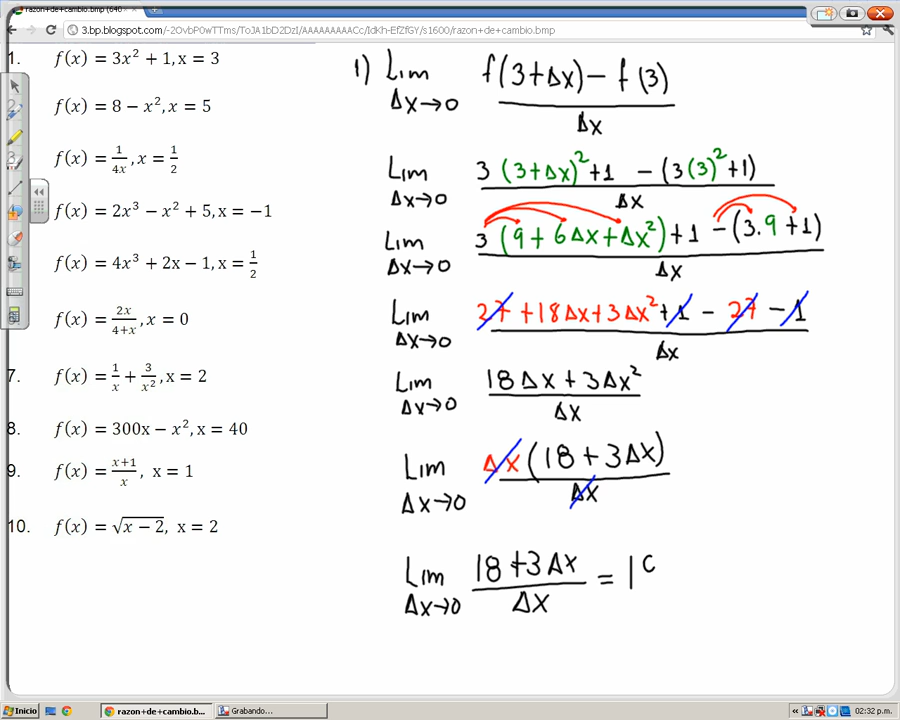 razon+de+cambio.bmp (640
3.bp.blogspot.com/-2OvbPOwTTms/ToJA1bD2DzI/AAAAAAAAACc/IdKh-EfZfGY/s1600/razon+de+cambio.bmp
1. f(x) = 3x² + 1, x = 3
f(x) = 8 − x², x = 5
f(x) = 1/4x, x = 1/2
f(x) = 2x³ − x² + 5, x = −1
f(x) = 4x³ + 2x − 1, x = 1/2
f(x) = 2x/4+x, x = 0
7. f(x) = 1/x + 3/x², x = 2
8. f(x) = 300x − x², x = 40
9. f(x) = x+1/x, x = 1
10. f(x) = √x − 2, x = 2
1) Lim Δx→0 f(3+Δx) − f(3) / Δx
Lim Δx→0 3(3+Δx)²+1 −(3(3)²+1) / Δx
Lim Δx→0 3(9+6Δx+Δx²)+1 −(3.9+1) / Δx
Lim Δx→0 27+18Δx+3Δx²+1 − 27 − 1 / Δx
Lim Δx→0 18Δx+3Δx² / Δx
Lim Δx→0 Δx(18+3Δx) / Δx
Lim Δx→0 18+3Δx / Δx = 1
Inicio razon+de+cambio.b... Grabando... 02:32 p.m.